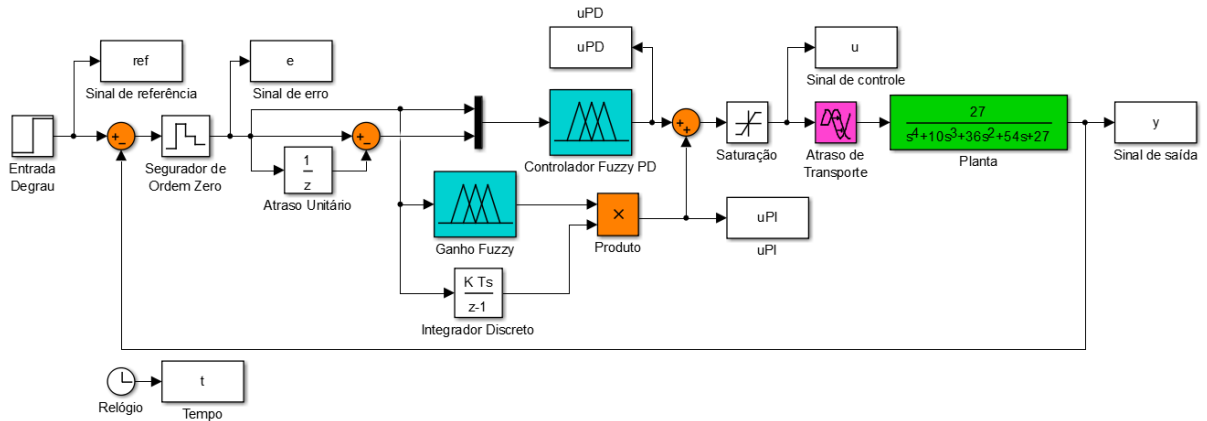 uPD
ref
Sinal de referência
e
Sinal de erro
uPD
u
Sinal de controle
Entrada
Degrau
+
-
Segurador de
Ordem Zero
1
z
Atraso Unitário
+
-
Controlador Fuzzy PD
+
+
Saturação
Atraso de
Transporte
27
s⁴+10s³+36s²+54s+27
Planta
y
Sinal de saída
Ganho Fuzzy
×
Produto
uPI
uPI
K Ts
z-1
Integrador Discreto
Relógio
t
Tempo